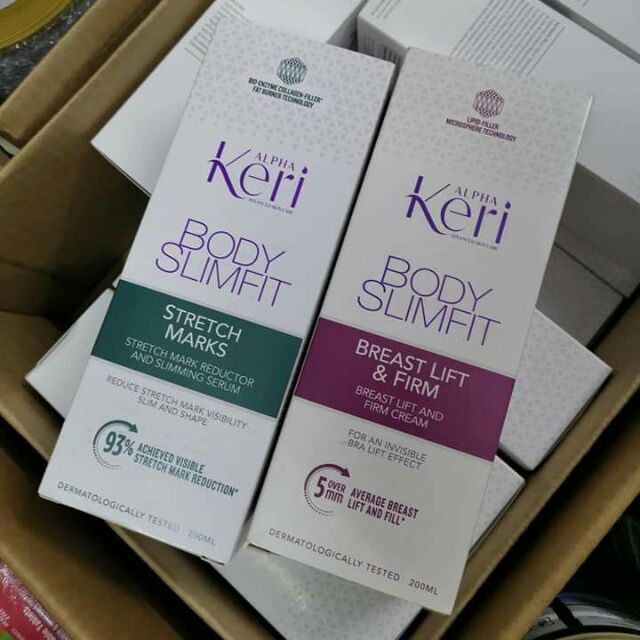 BIO-ENZYME COLLAGEN-FILLER*
FAT BURNER TECHNOLOGY
ALPHA
Keri
ADVANCED SKIN CARE
BODY
SLIMFIT
STRETCH
MARKS
STRETCH MARK REDUCTOR
AND SLIMMING SERUM
REDUCE STRETCH MARK VISIBILITY
SLIM AND SHAPE
93% ACHIEVED VISIBLE
STRETCH MARK REDUCTION*
DERMATOLOGICALLY TESTED 200ML
LIPID-FILLER
MICROSPHERE TECHNOLOGY
ALPHA
Keri
ADVANCED SKIN CARE
BODY
SLIMFIT
BREAST LIFT
& FIRM
BREAST LIFT AND
FIRM CREAM
FOR AN INVISIBLE
BRA LIFT EFFECT
OVER
5mm
AVERAGE BREAST
LIFT AND FILL*
DERMATOLOGICALLY TESTED 200ML